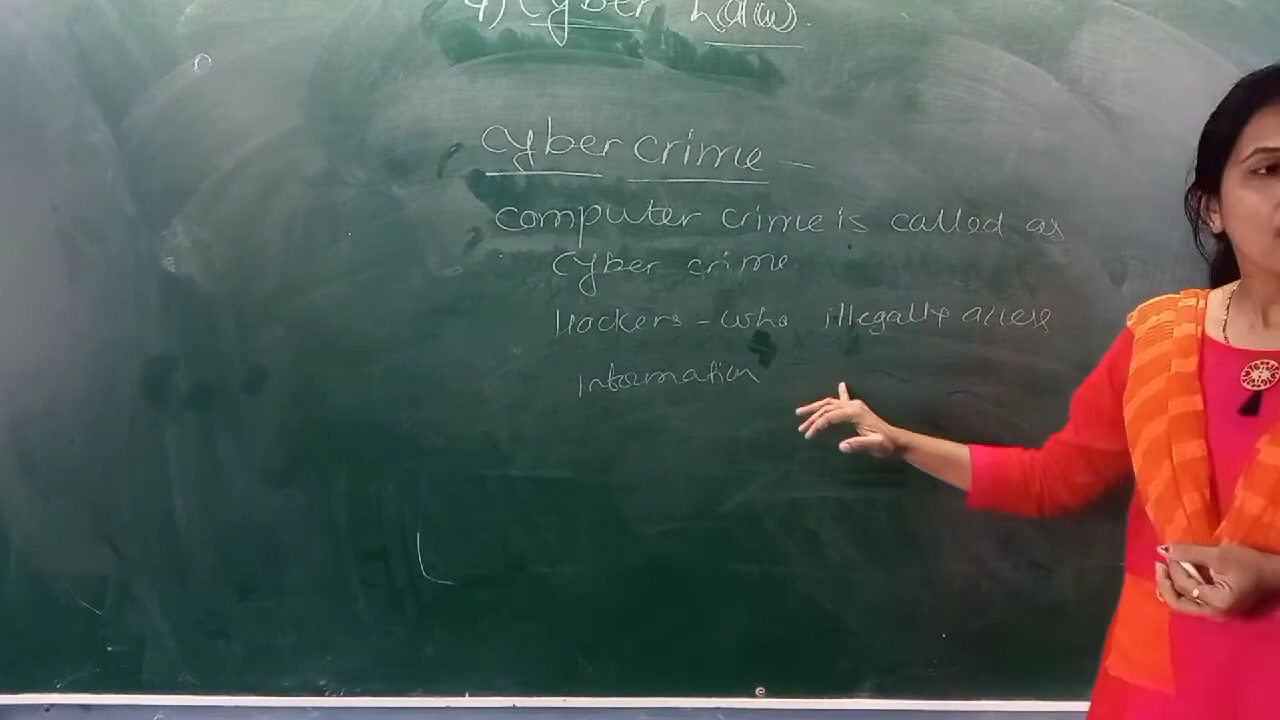 4) Cyber Law.
cyber crime -
computer crime is called as
cyber crime
Hackers - who illegally access
information